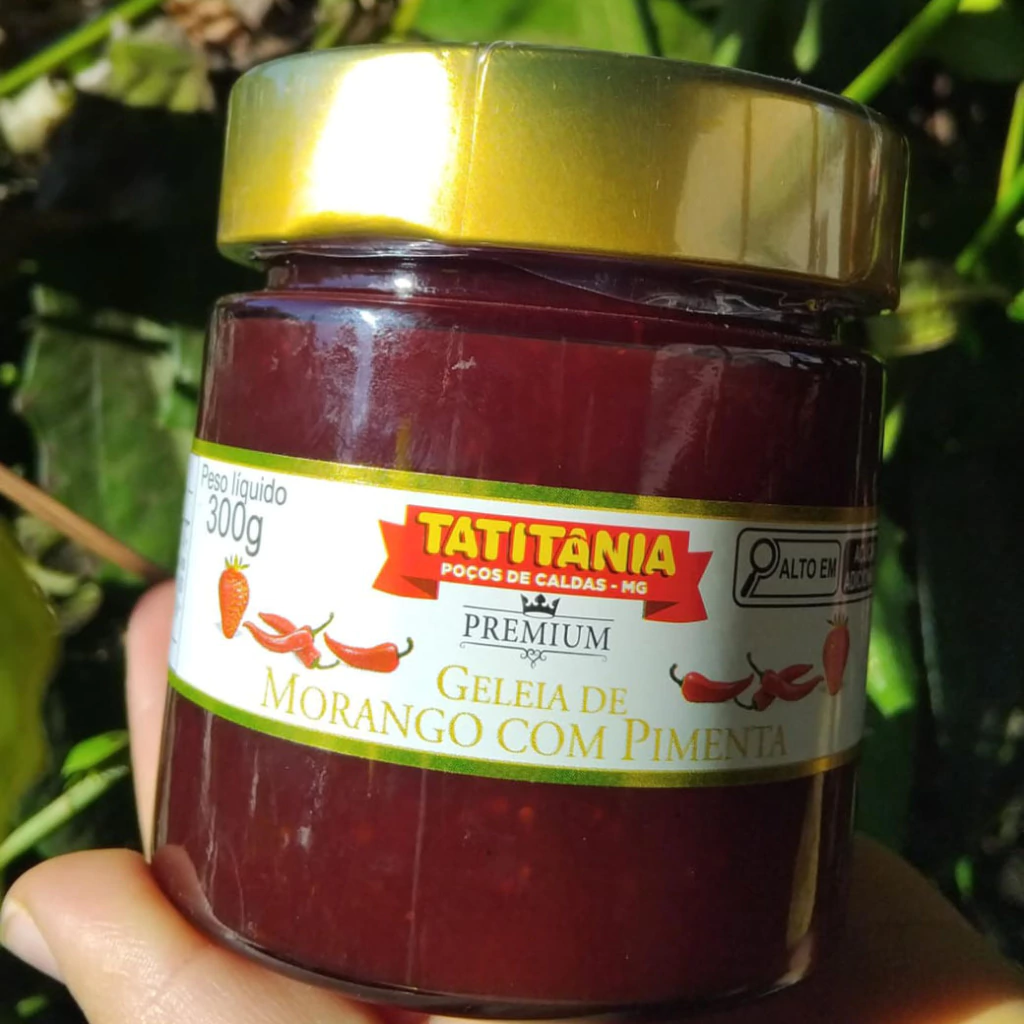 Peso líquido
300g
TATITÂNIA
POÇOS DE CALDAS - MG
PREMIUM
ALTO EM
GELEIA DE
MORANGO COM PIMENTA